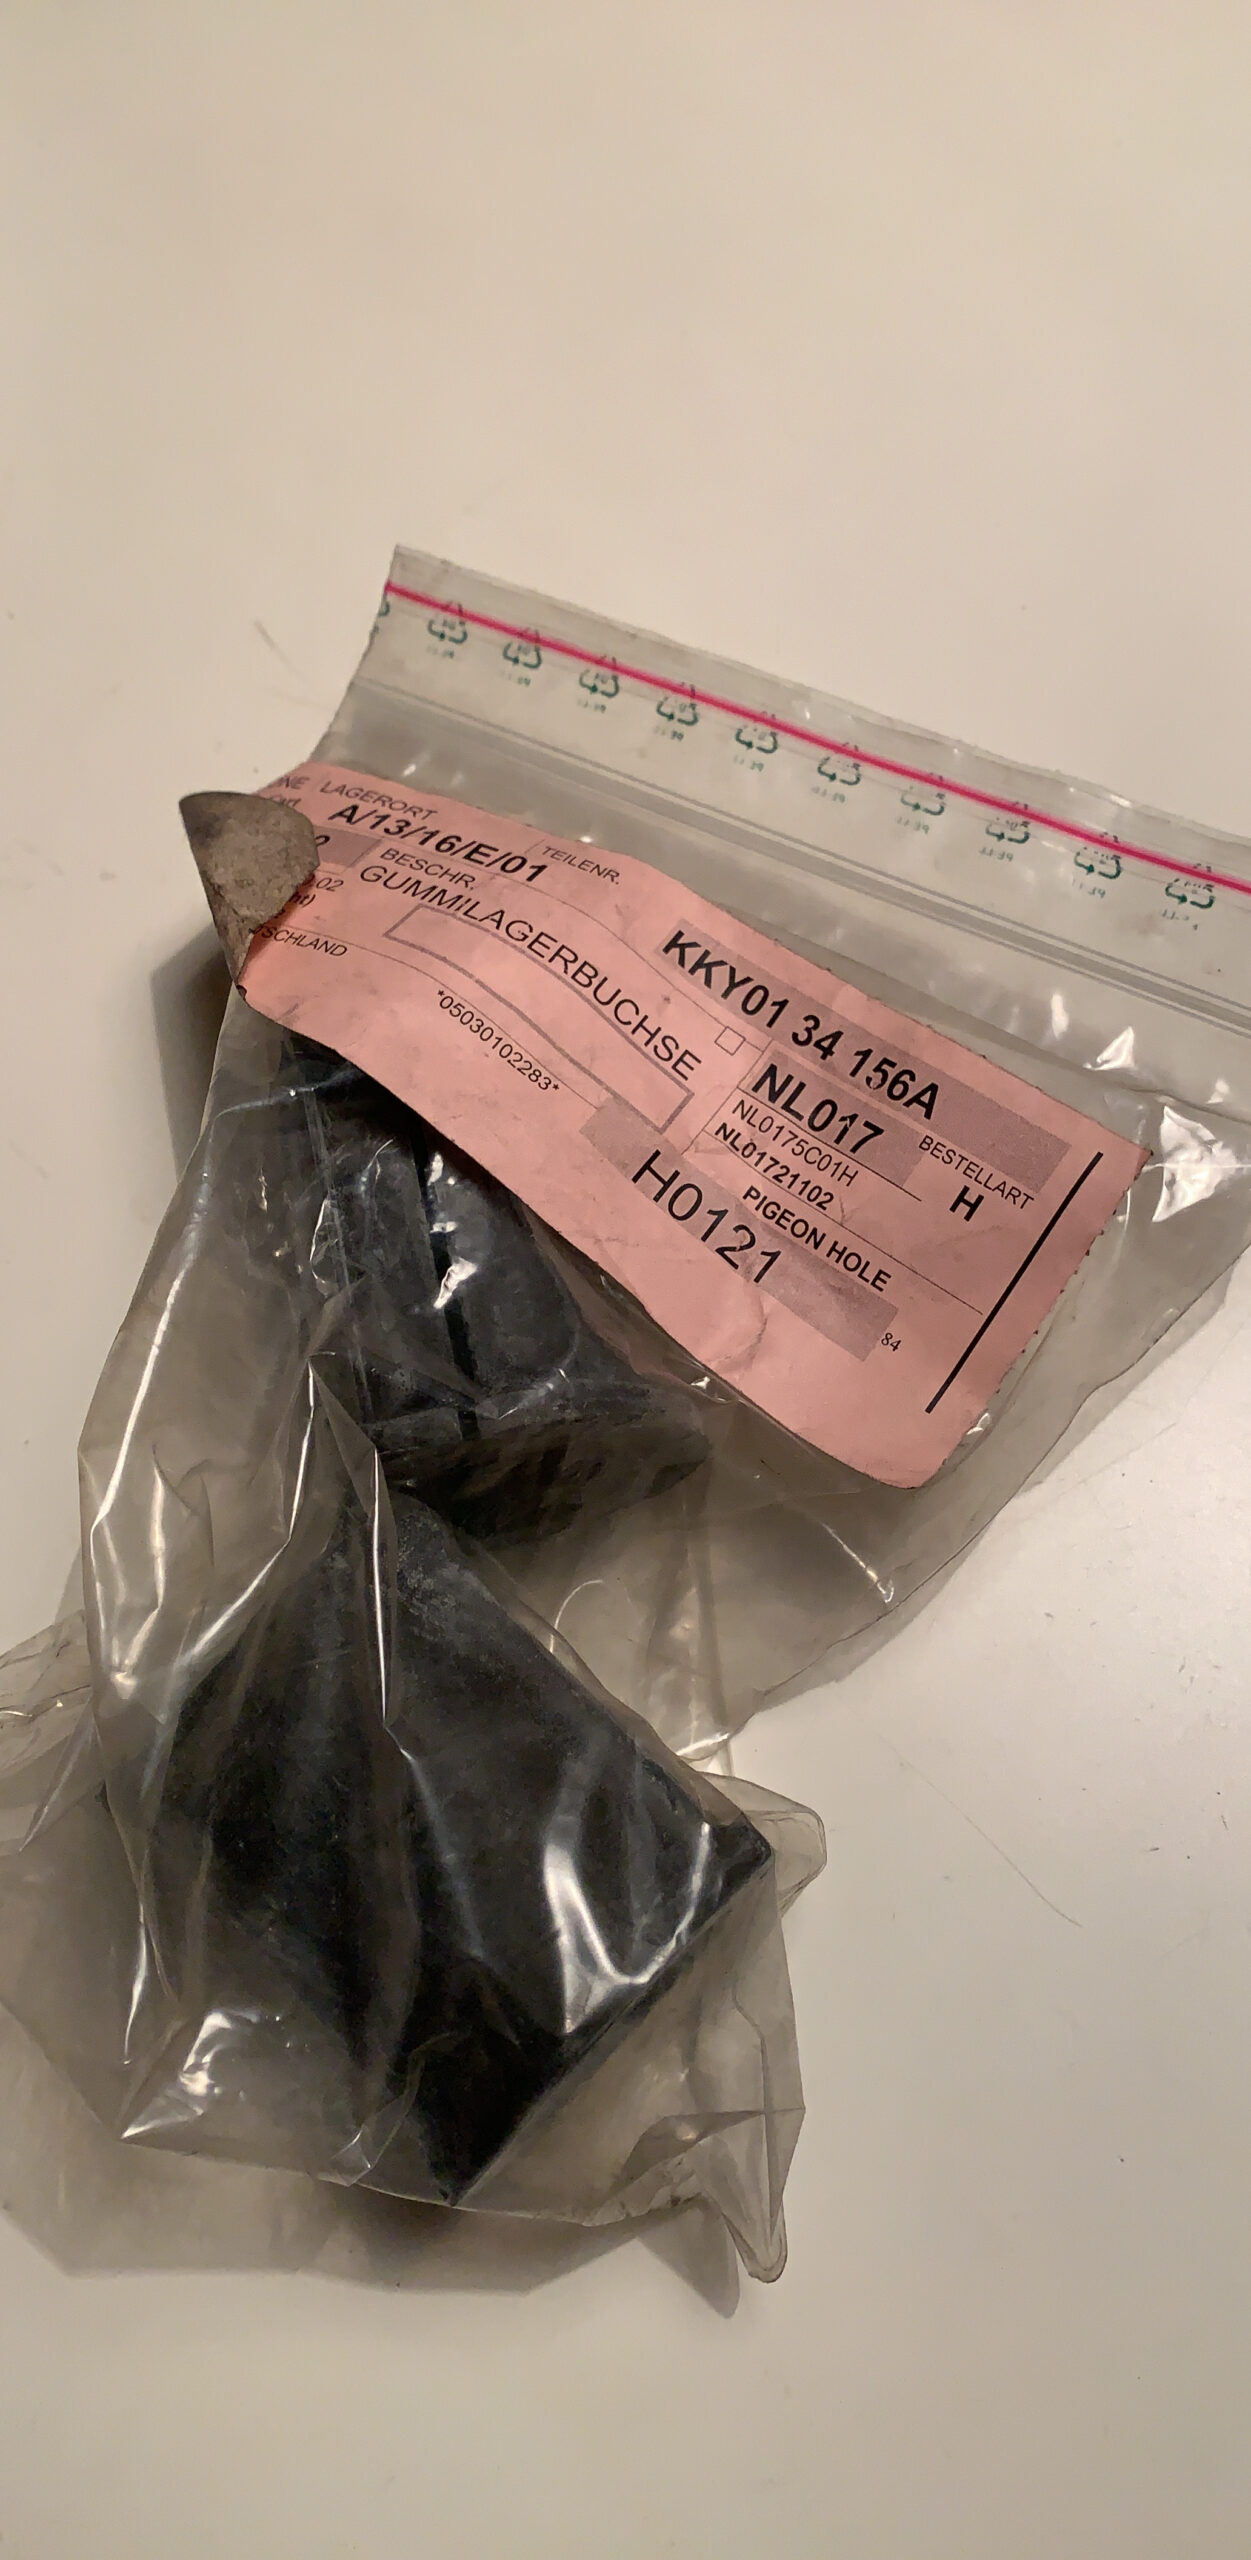 LAGERORT
A/13/16/E/01
TEILENR.
BESCHR.
GUMMILAGERBUCHSE
KKY01 34 156A
NL017
BESTELLART
NL0175C01H
H
NL01721102
PIGEON HOLE
*05030102283*
H0121
84